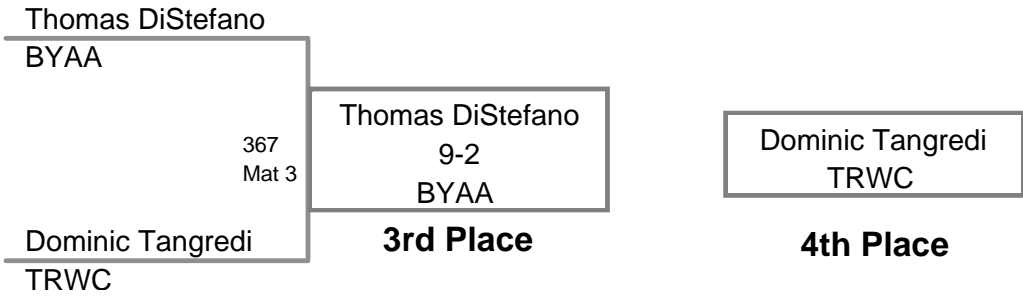 Thomas DiStefano
BYAA
367
Mat 3
Dominic Tangredi
TRWC
Thomas DiStefano
9-2
BYAA
3rd Place
Dominic Tangredi
TRWC
4th Place